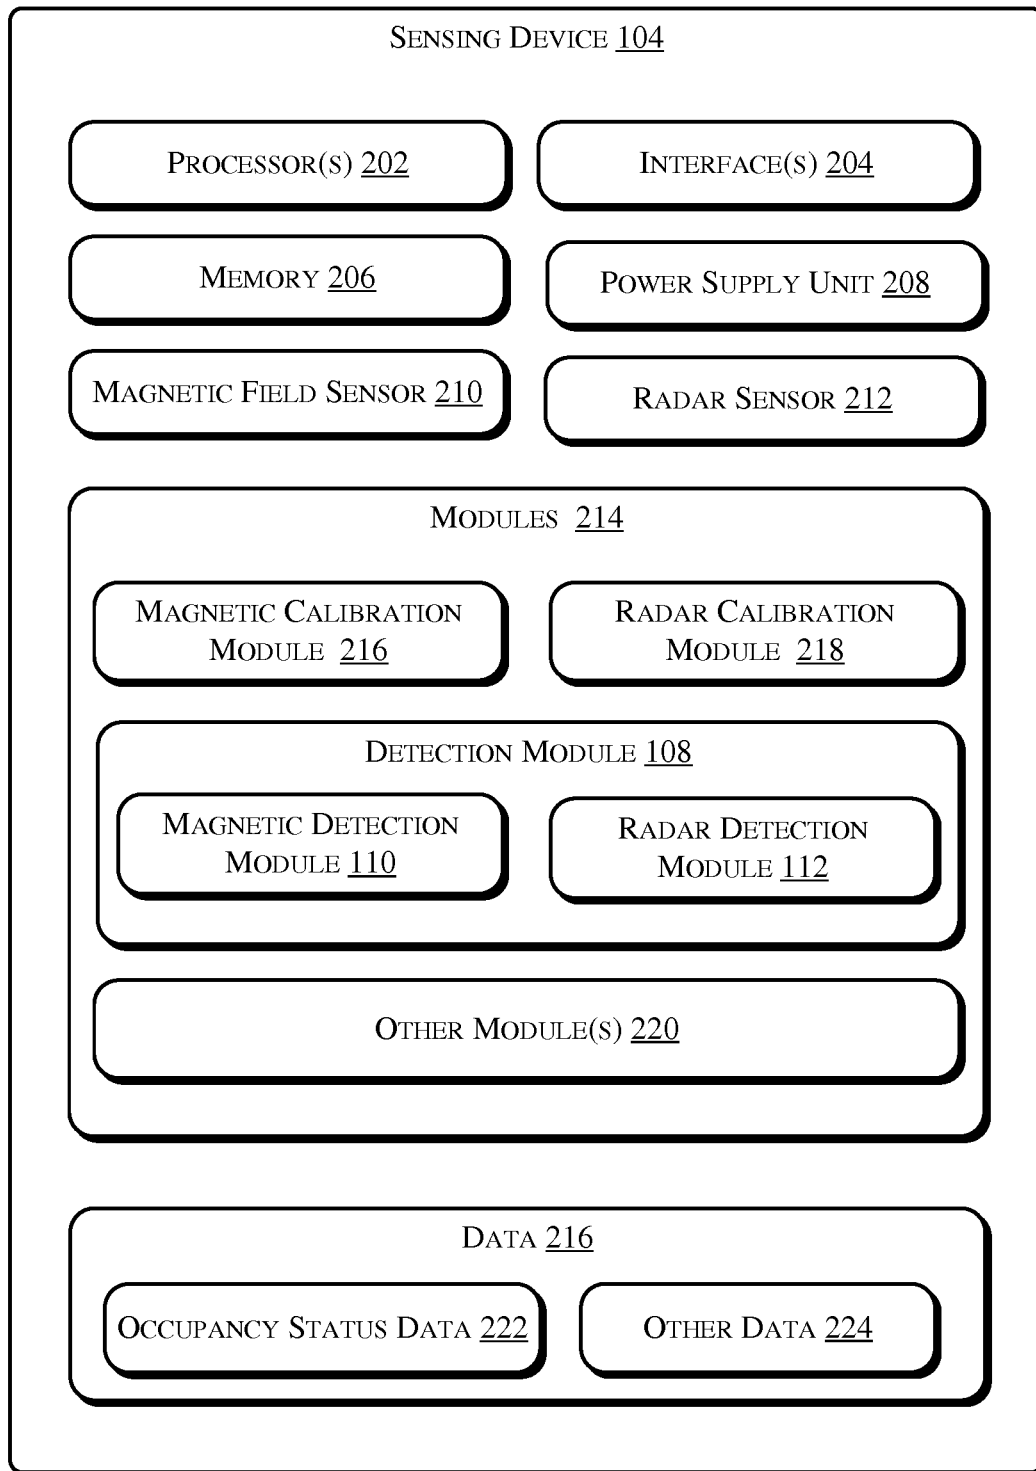 SENSING DEVICE 104
PROCESSOR(S) 202
INTERFACE(S) 204
MEMORY 206
POWER SUPPLY UNIT 208
MAGNETIC FIELD SENSOR 210
RADAR SENSOR 212
MODULES 214
MAGNETIC CALIBRATION
MODULE 216
RADAR CALIBRATION
MODULE 218
DETECTION MODULE 108
MAGNETIC DETECTION
MODULE 110
RADAR DETECTION
MODULE 112
OTHER MODULE(S) 220
DATA 216
OCCUPANCY STATUS DATA 222
OTHER DATA 224